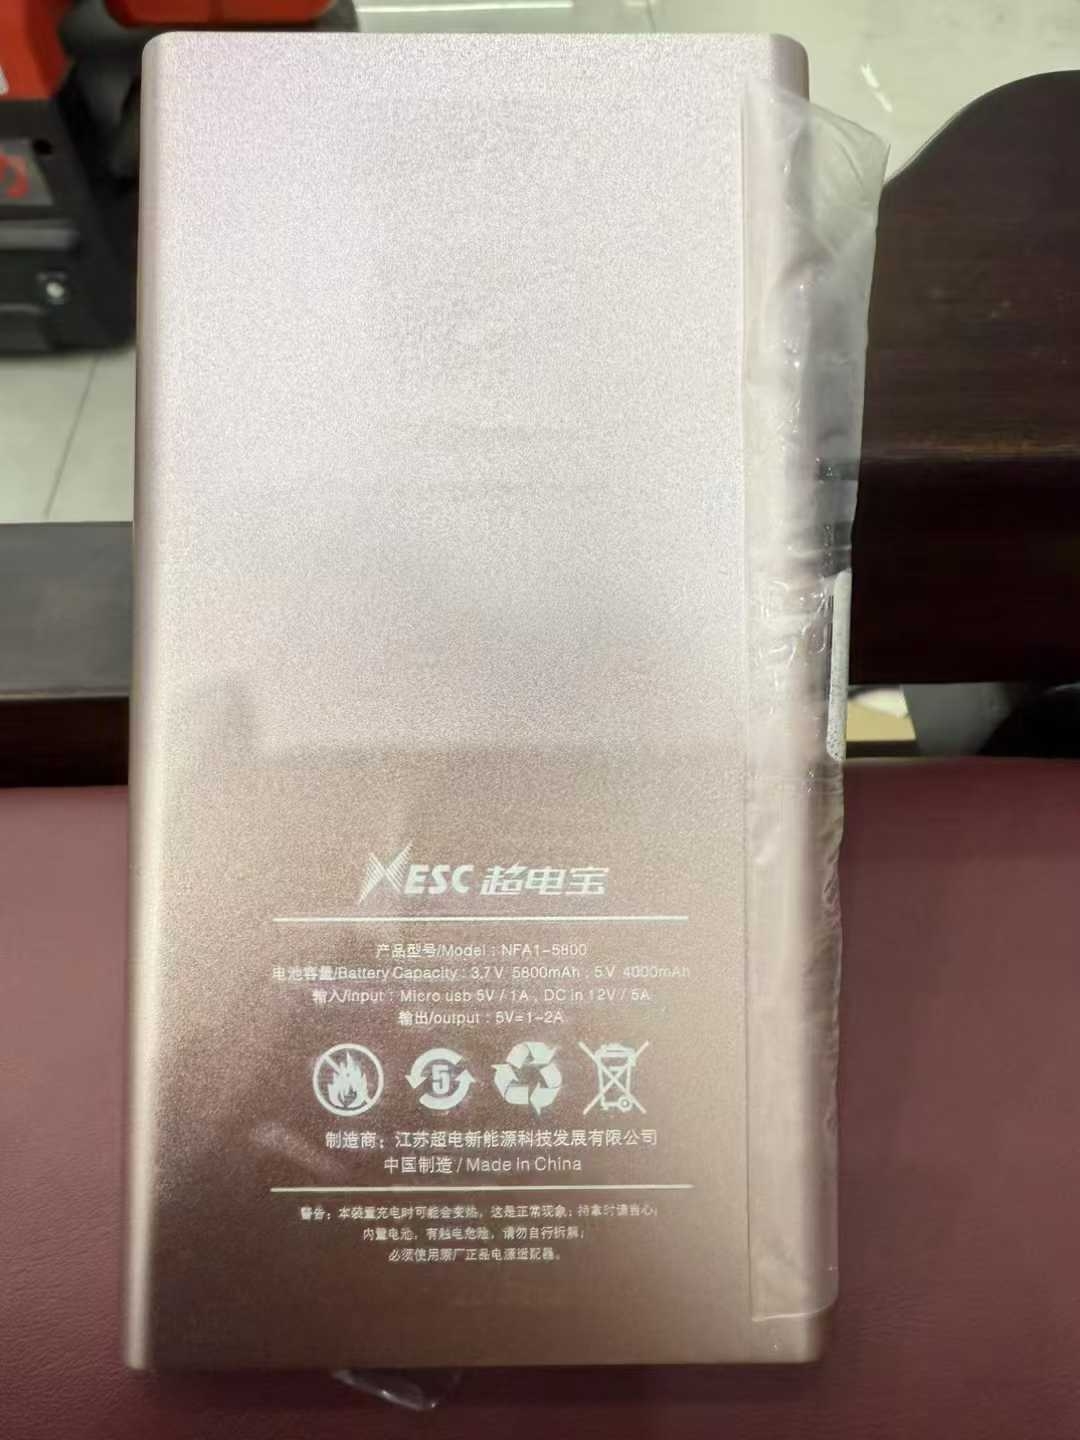 XESC 超电宝
产品型号/Model : NFA1-5800
电池容量/Battery Capacity : 3.7V 5800mAh , 5V 4000mAh
输入/input : Micro usb 5V / 1A , DC in 12V / 5A
输出/output : 5V=1-2A
5
制造商：江苏超电新能源科技发展有限公司
中国制造 / Made in China
警告：本装置充电时可能会变热，这是正常现象；持拿时请当心；
内置电池，有触电危险，请勿自行拆解；
必须使用原厂正品电源适配器。